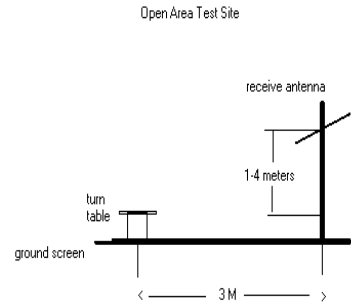 Open Area Test Site
receive antenna
1-4 meters
turn
table
ground screen
3 M